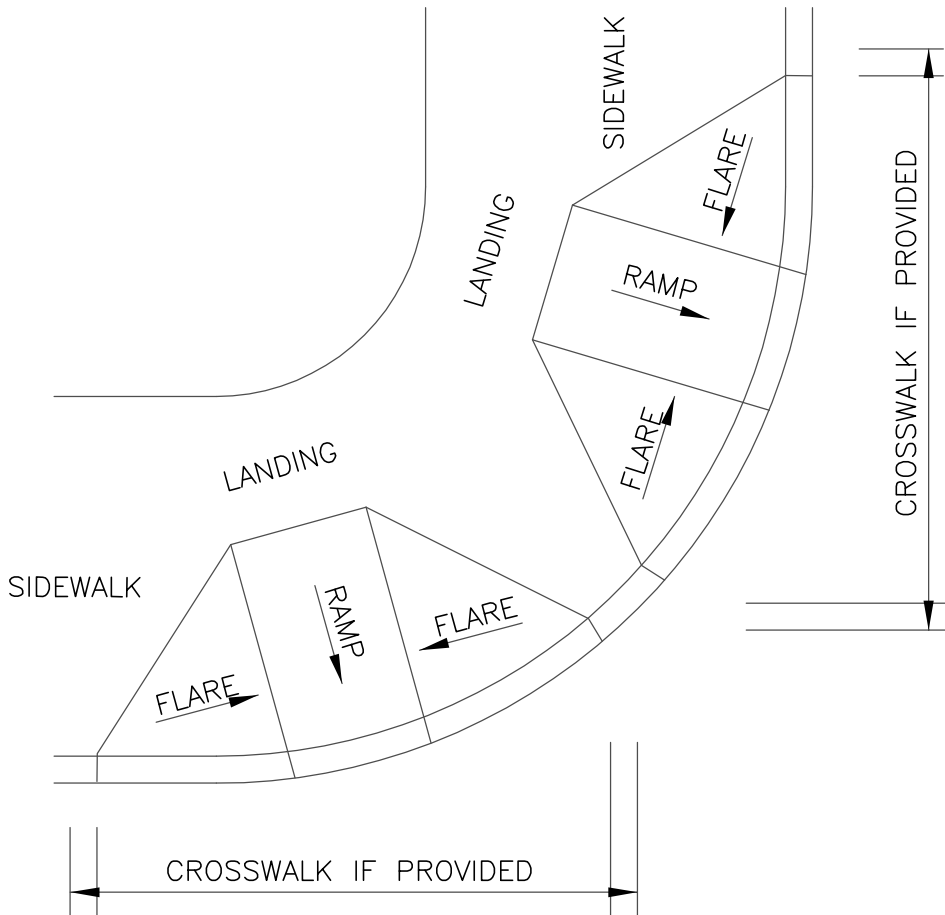 SIDEWALK
FLARE
CROSSWALK IF PROVIDED
LANDING
RAMP
FLARE
LANDING
SIDEWALK
RAMP
FLARE
FLARE
CROSSWALK IF PROVIDED